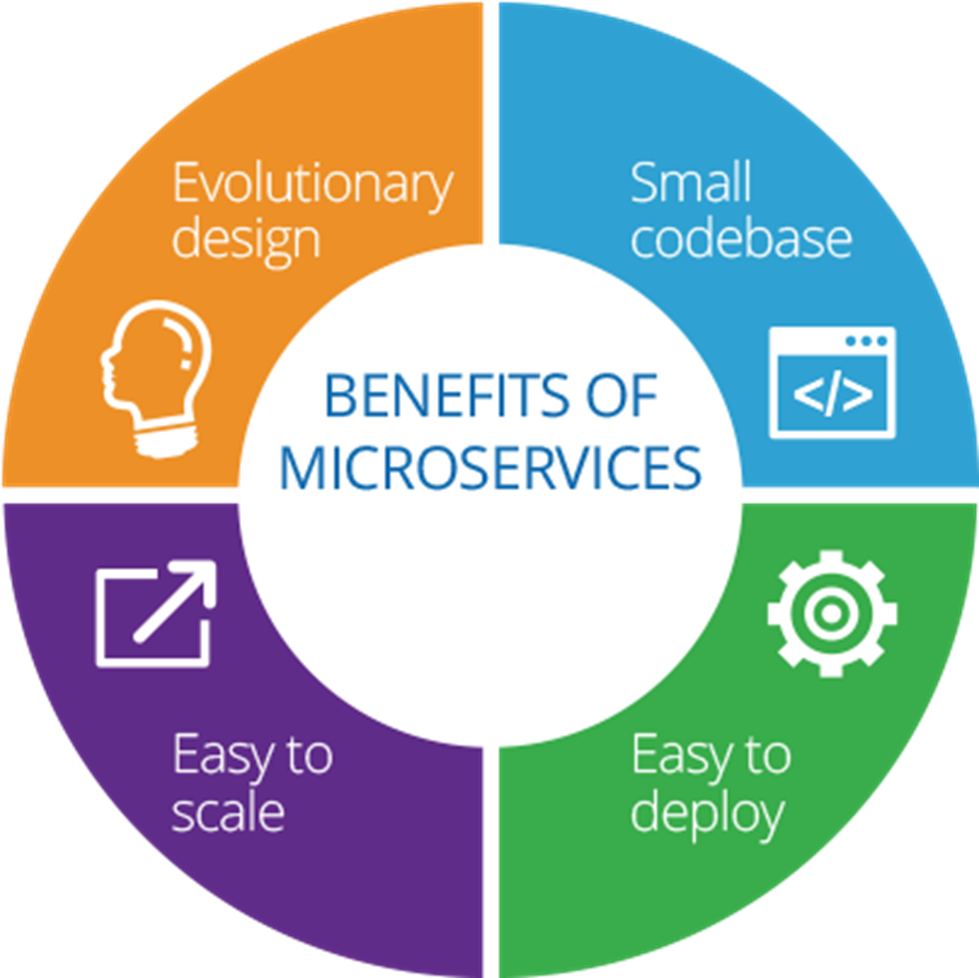 Evolutionary
design
Small
codebase
BENEFITS OF
MICROSERVICES
</>
Easy to
scale
Easy to
deploy